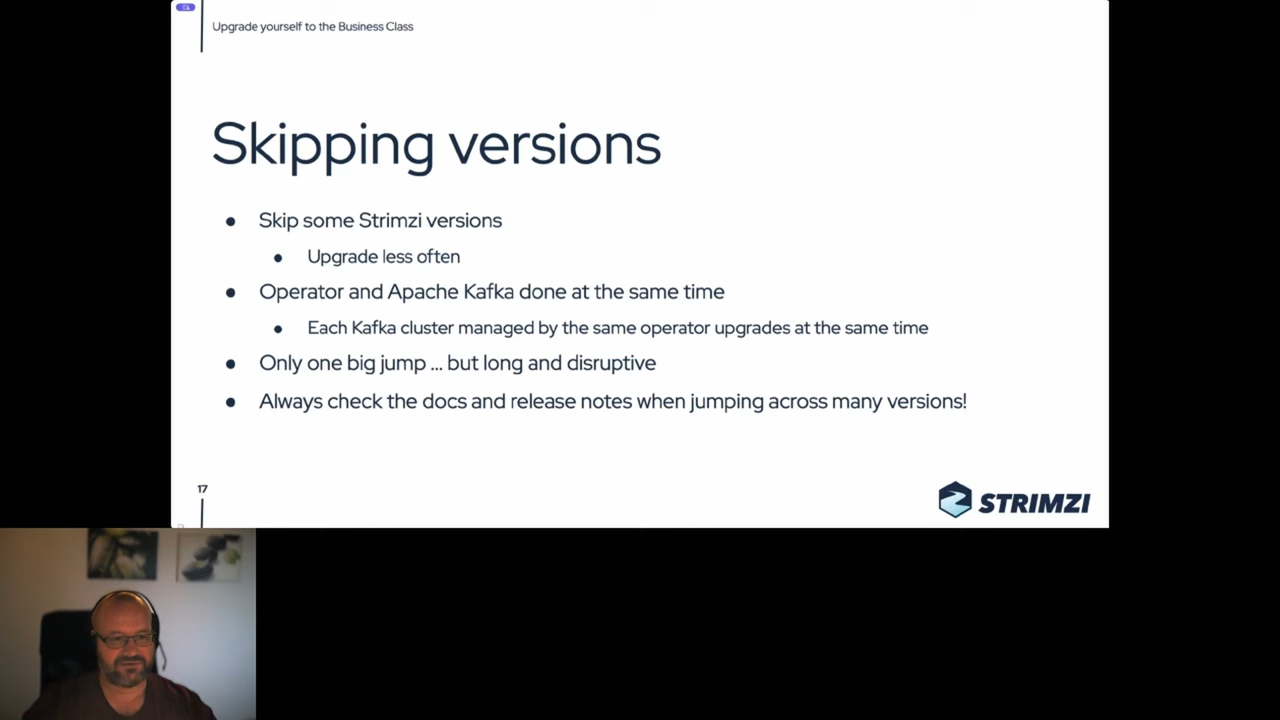 Upgrade yourself to the Business Class
Skipping versions
● Skip some Strimzi versions
● Upgrade less often
● Operator and Apache Kafka done at the same time
● Each Kafka cluster managed by the same operator upgrades at the same time
● Only one big jump ... but long and disruptive
● Always check the docs and release notes when jumping across many versions!
17
STRIMZI